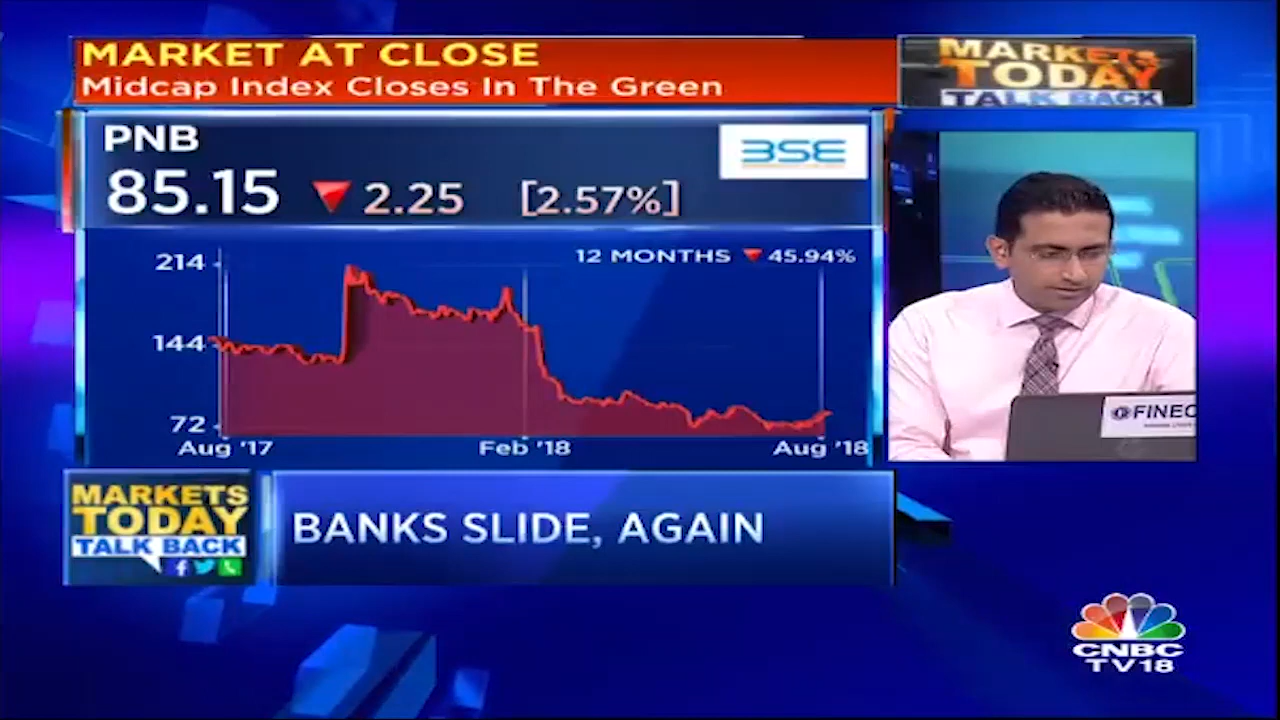 MARKET AT CLOSE
Midcap Index Closes In The Green
MARKETS
TODAY
TALK BACK
PNB
BSE
85.15 ▼ 2.25 [2.57%]
12 MONTHS ▼ 45.94%
214
144
72
Aug '17 Feb '18 Aug '18
FINEO
MARKETS
TODAY
TALK BACK
BANKS SLIDE, AGAIN
CNBC
TV18